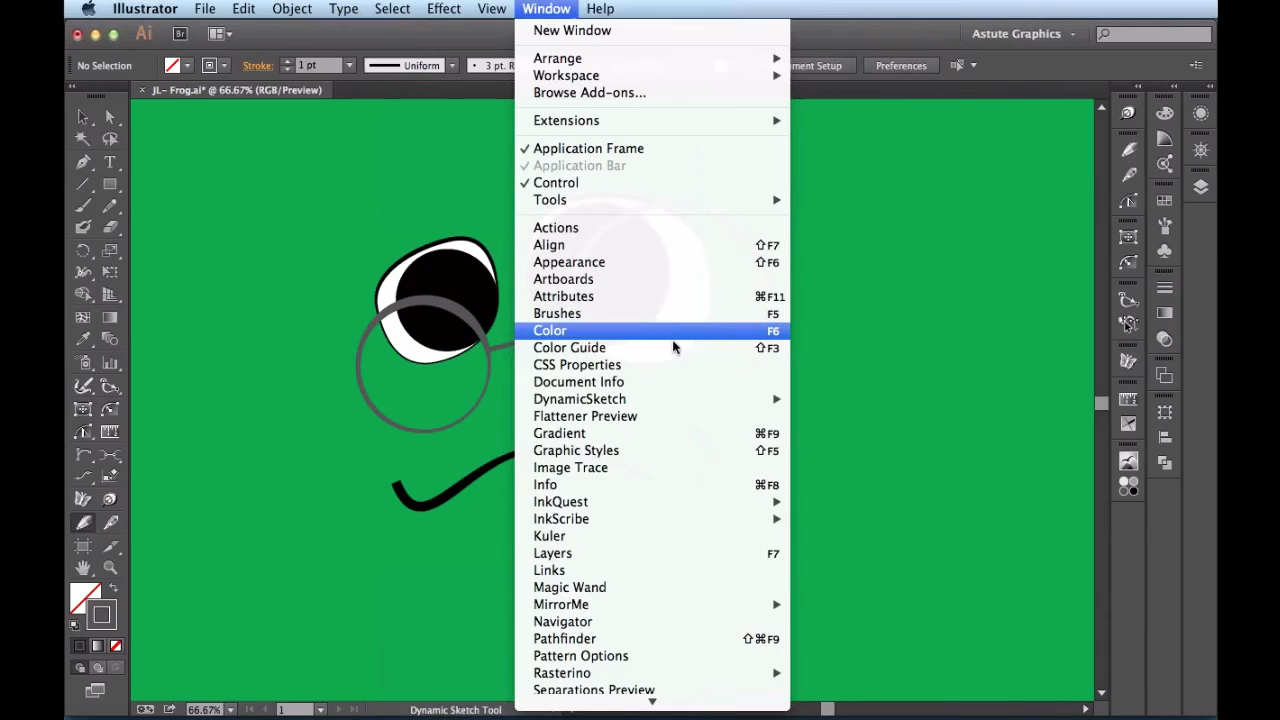 Illustrator File Edit Object Type Select Effect View Window Help
Ai Br Astute Graphics
No Selection Stroke: 1 pt Uniform 3 pt. R ment Setup Preferences
JL- Frog.ai* @ 66.67% (RGB/Preview)
New Window
Arrange
Workspace
Browse Add-ons...
Extensions
Application Frame
Application Bar
Control
Tools
Actions
Align ⇧F7
Appearance ⇧F6
Artboards
Attributes ⌘F11
Brushes F5
Color F6
Color Guide ⇧F3
CSS Properties
Document Info
DynamicSketch
Flattener Preview
Gradient ⌘F9
Graphic Styles ⇧F5
Image Trace
Info ⌘F8
InkQuest
InkScribe
Kuler
Layers F7
Links
Magic Wand
MirrorMe
Navigator
Pathfinder ⇧⌘F9
Pattern Options
Rasterino
Separations Preview
66.67% 1 Dynamic Sketch Tool